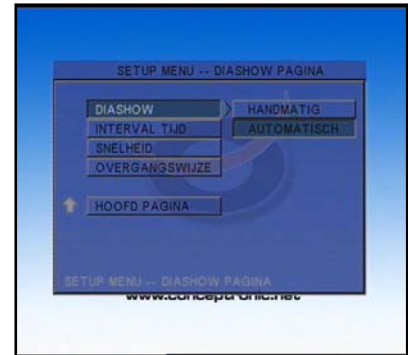 SETUP MENU -- DIASHOW PAGINA
DIASHOW
HANDMATIG
INTERVAL TIJD
AUTOMATISCH
SNELHEID
OVERGANGSWIJZE
HOOFD PAGINA
SETUP MENU -- DIASHOW PAGINA
www.conceptronic.net